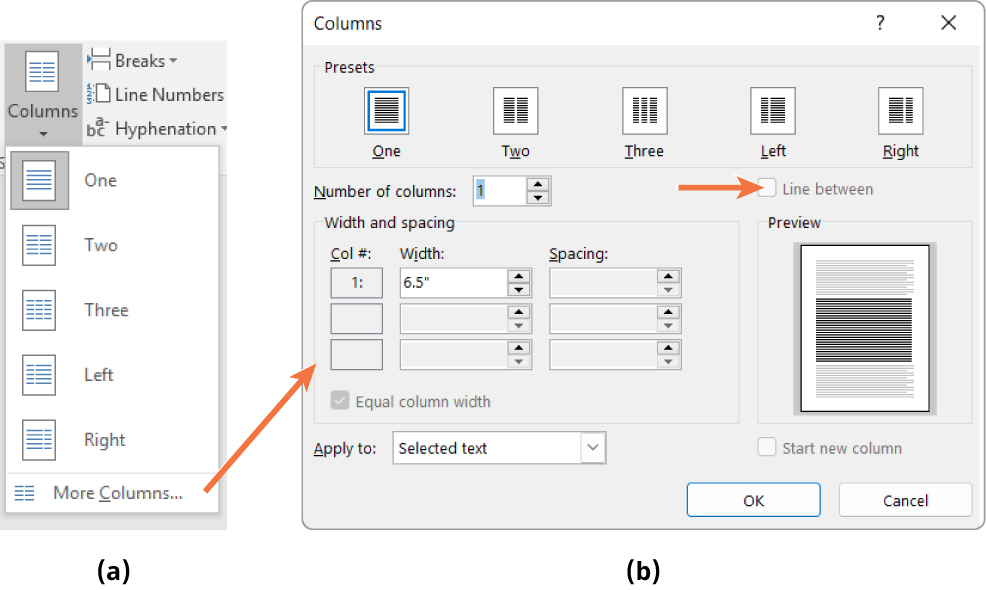 Breaks
Line Numbers
Columns
Hyphenation
One
Two
Three
Left
Right
More Columns...
(a)
Columns
?
Presets
One
Two
Three
Left
Right
Number of columns: 1
Line between
Width and spacing
Col #: Width: Spacing:
1: 6.5"
Equal column width
Preview
Apply to: Selected text
Start new column
OK
Cancel
(b)